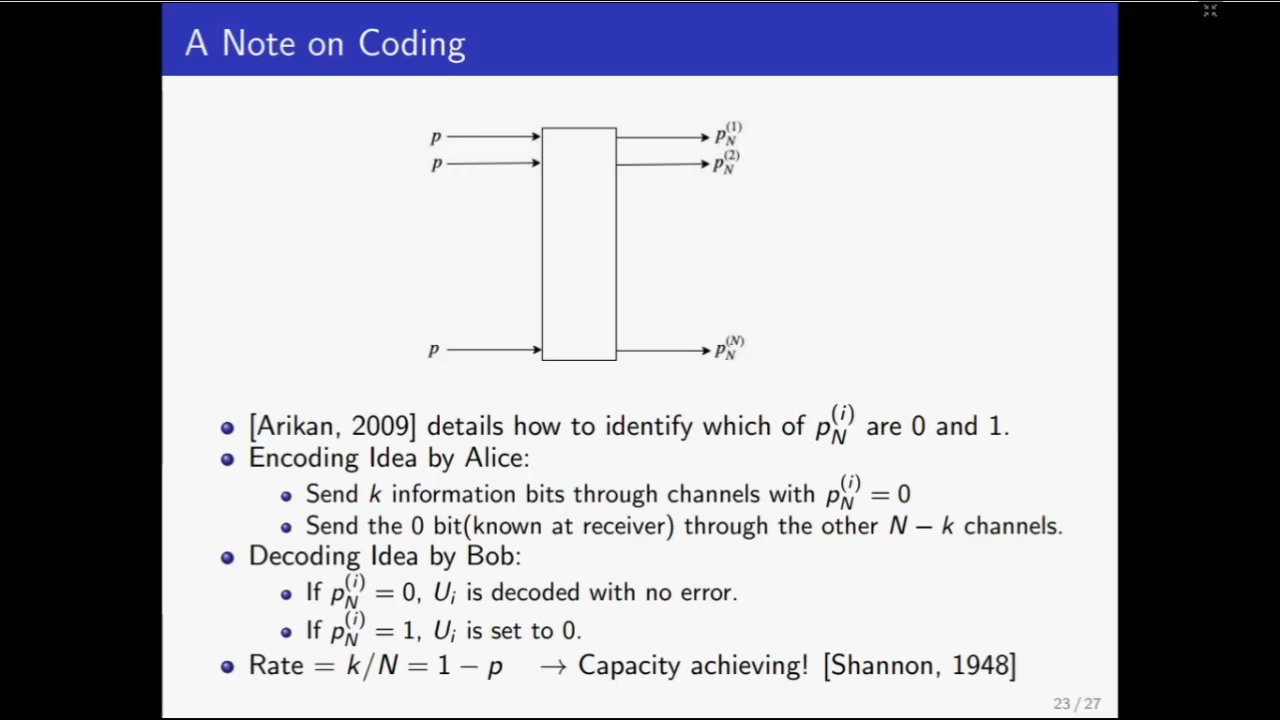 A Note on Coding
p
p_N^(1)
p
p_N^(2)
p
p_N^(N)
[Arikan, 2009] details how to identify which of p_N^(i) are 0 and 1.
Encoding Idea by Alice:
Send k information bits through channels with p_N^(i) = 0
Send the 0 bit(known at receiver) through the other N − k channels.
Decoding Idea by Bob:
If p_N^(i) = 0, U_i is decoded with no error.
If p_N^(i) = 1, U_i is set to 0.
Rate = k/N = 1 − p → Capacity achieving! [Shannon, 1948]
23 / 27